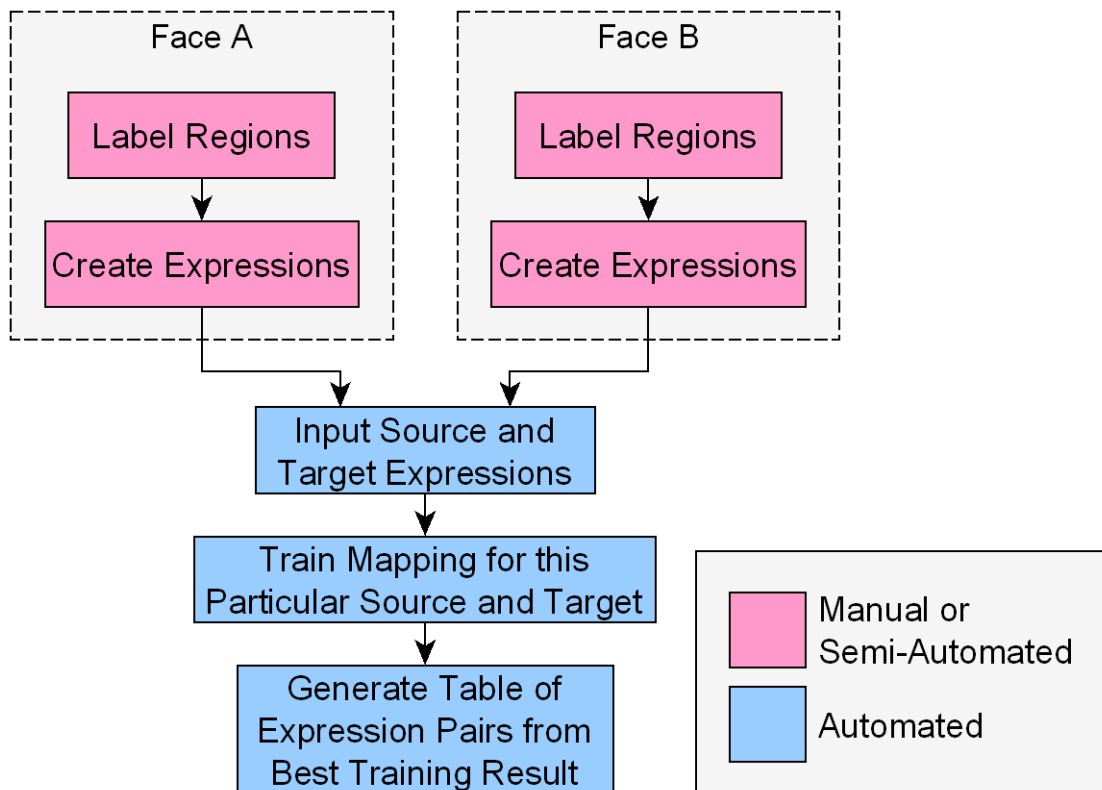 Face A
Label Regions
Create Expressions
Face B
Label Regions
Create Expressions
Input Source and
Target Expressions
Train Mapping for this
Particular Source and Target
Generate Table of
Expression Pairs from
Best Training Result
Manual or
Semi-Automated
Automated